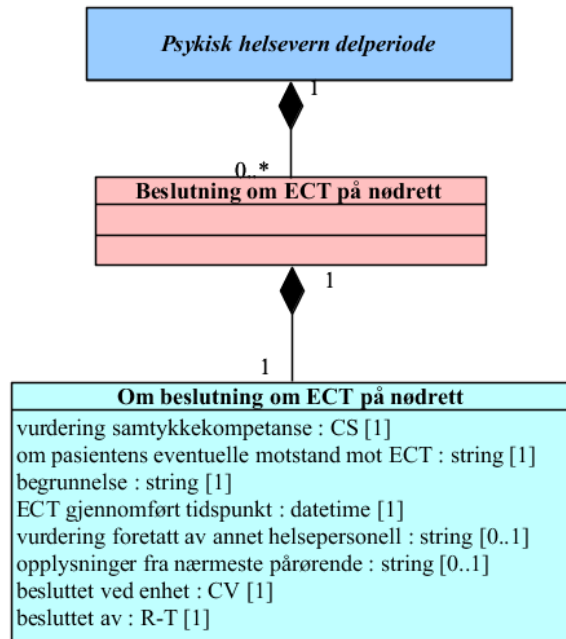 Psykisk helsevern delperiode
1
0..*
Beslutning om ECT på nødrett
1
1
Om beslutning om ECT på nødrett
vurdering samtykkekompetanse : CS [1]
om pasientens eventuelle motstand mot ECT : string [1]
begrunnelse : string [1]
ECT gjennomført tidspunkt : datetime [1]
vurdering foretatt av annet helsepersonell : string [0..1]
opplysninger fra nærmeste pårørende : string [0..1]
besluttet ved enhet : CV [1]
besluttet av : R-T [1]